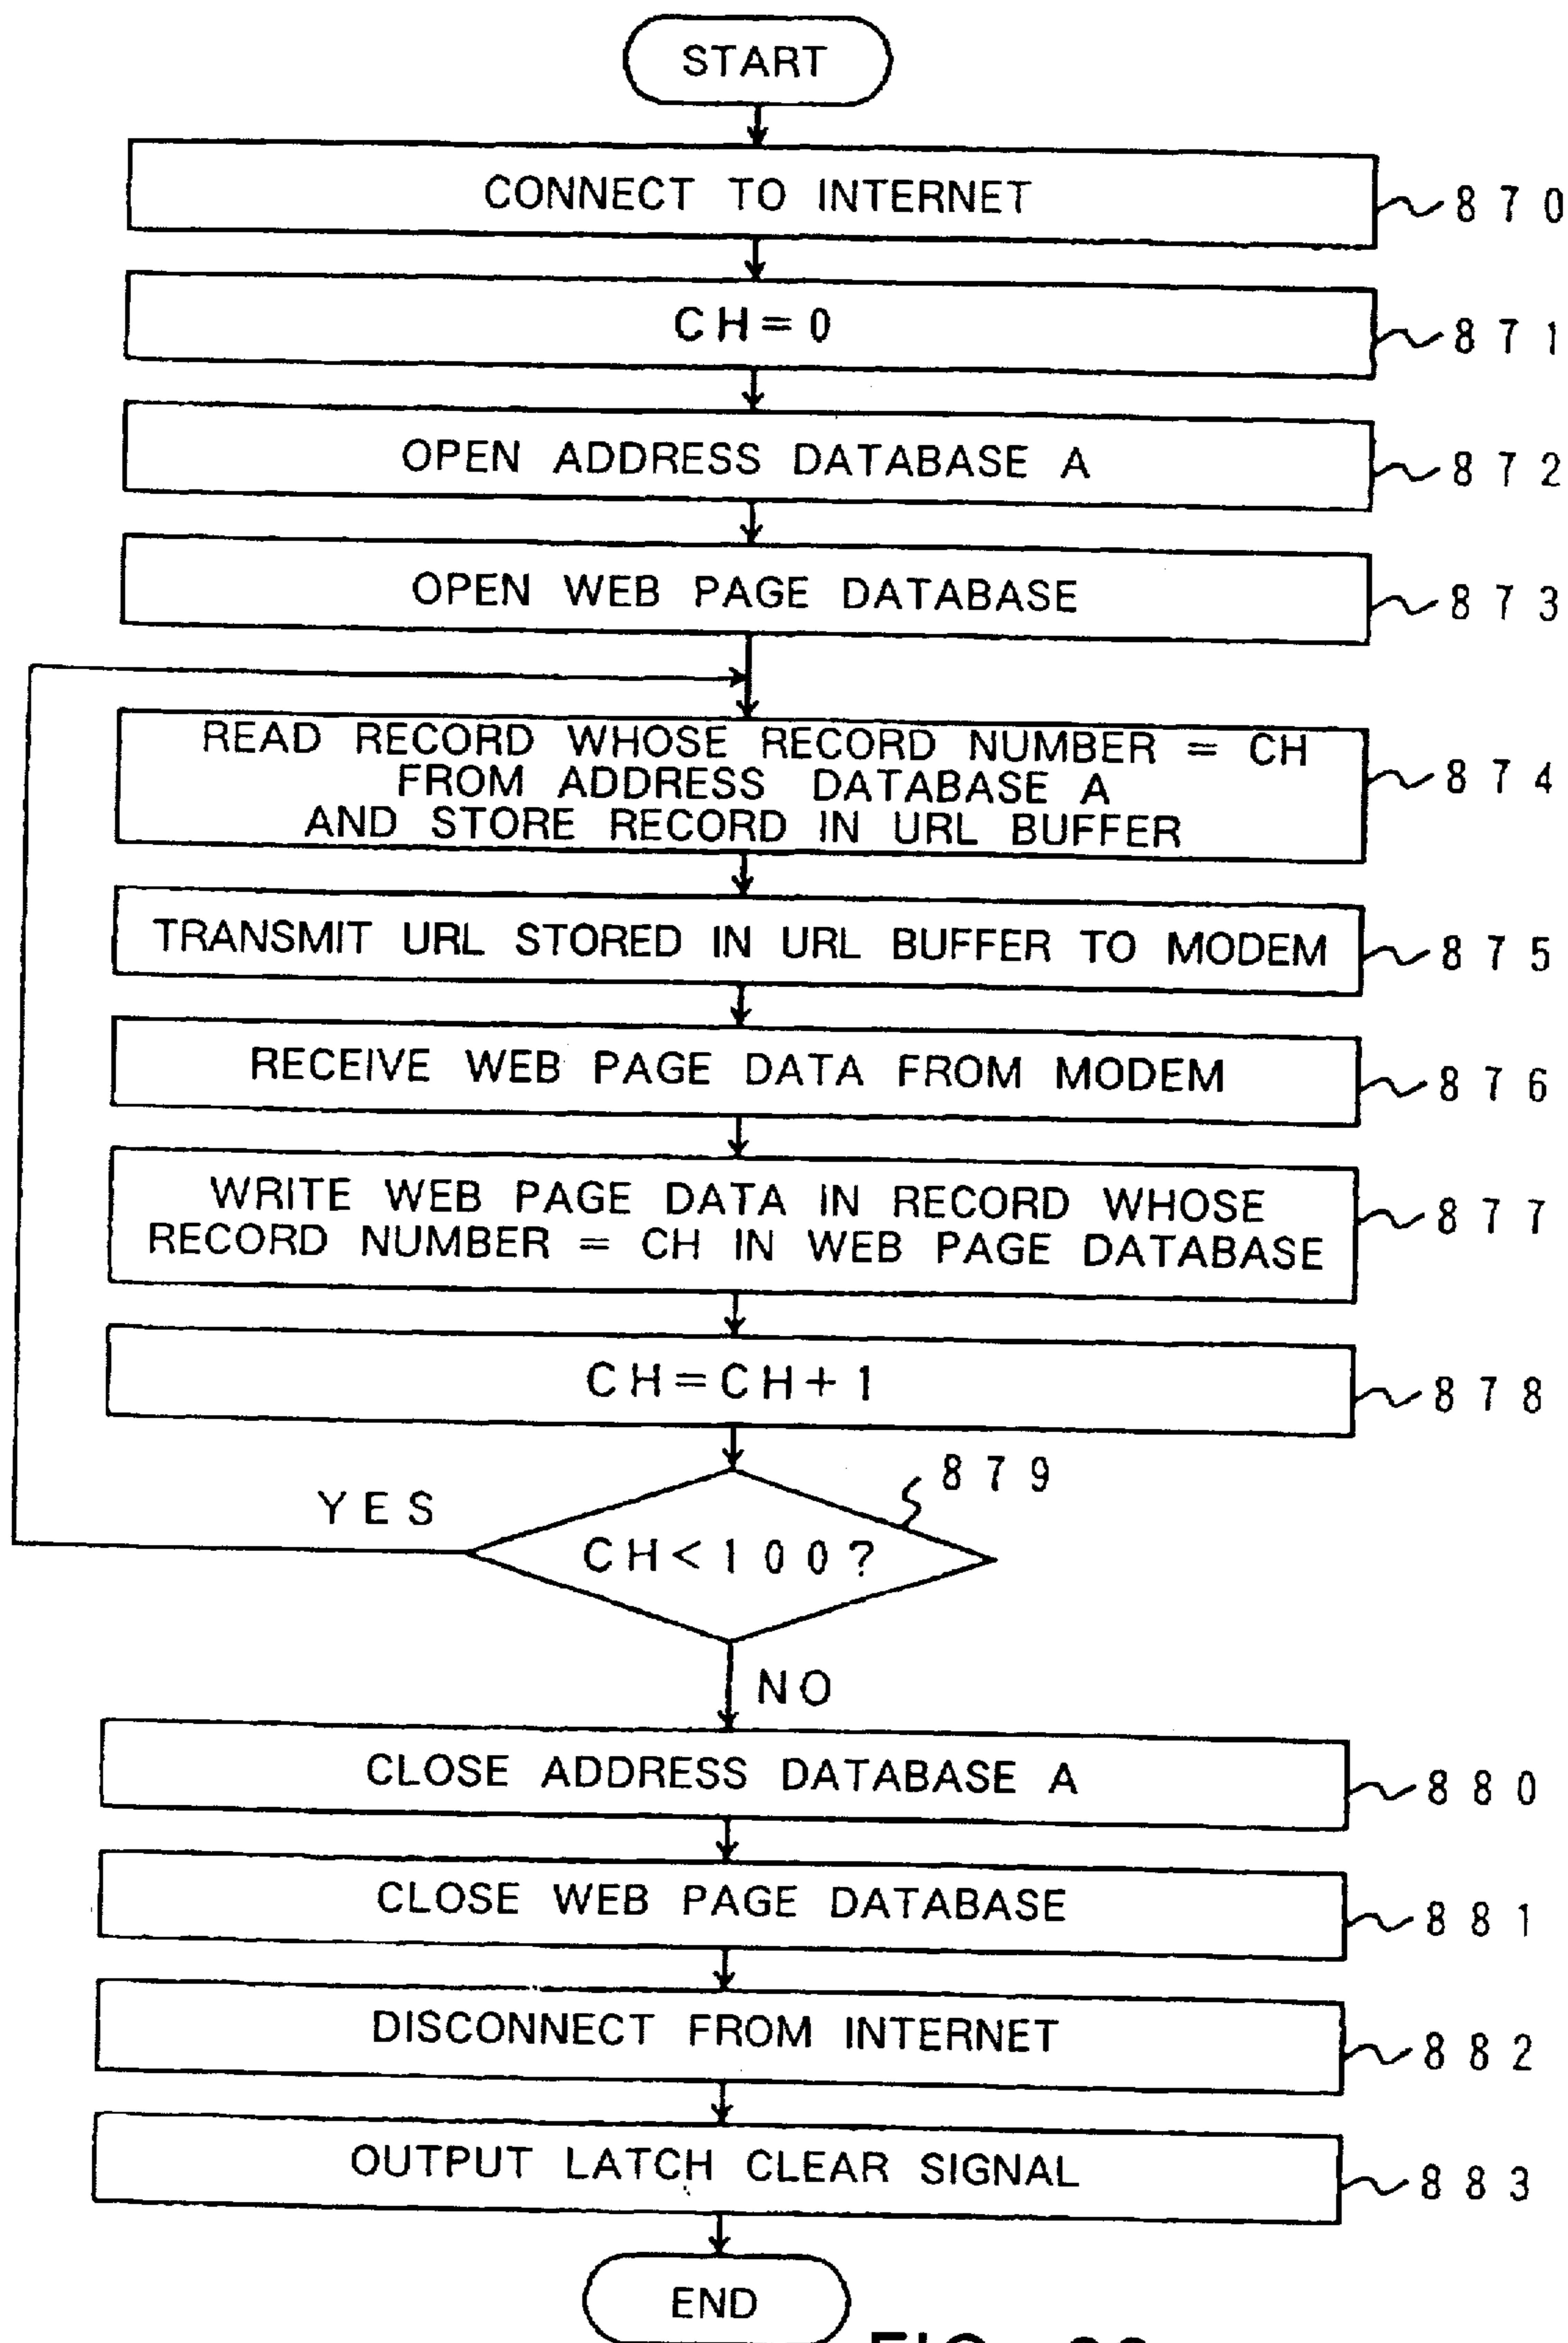 START
CONNECT TO INTERNET
870
CH=0
871
OPEN ADDRESS DATABASE A
872
OPEN WEB PAGE DATABASE
873
READ RECORD WHOSE RECORD NUMBER = CH
FROM ADDRESS DATABASE A
AND STORE RECORD IN URL BUFFER
874
TRANSMIT URL STORED IN URL BUFFER TO MODEM
875
RECEIVE WEB PAGE DATA FROM MODEM
876
WRITE WEB PAGE DATA IN RECORD WHOSE
RECORD NUMBER = CH IN WEB PAGE DATABASE
877
CH=CH+1
878
879
YES
CH<100?
NO
CLOSE ADDRESS DATABASE A
880
CLOSE WEB PAGE DATABASE
881
DISCONNECT FROM INTERNET
882
OUTPUT LATCH CLEAR SIGNAL
883
END